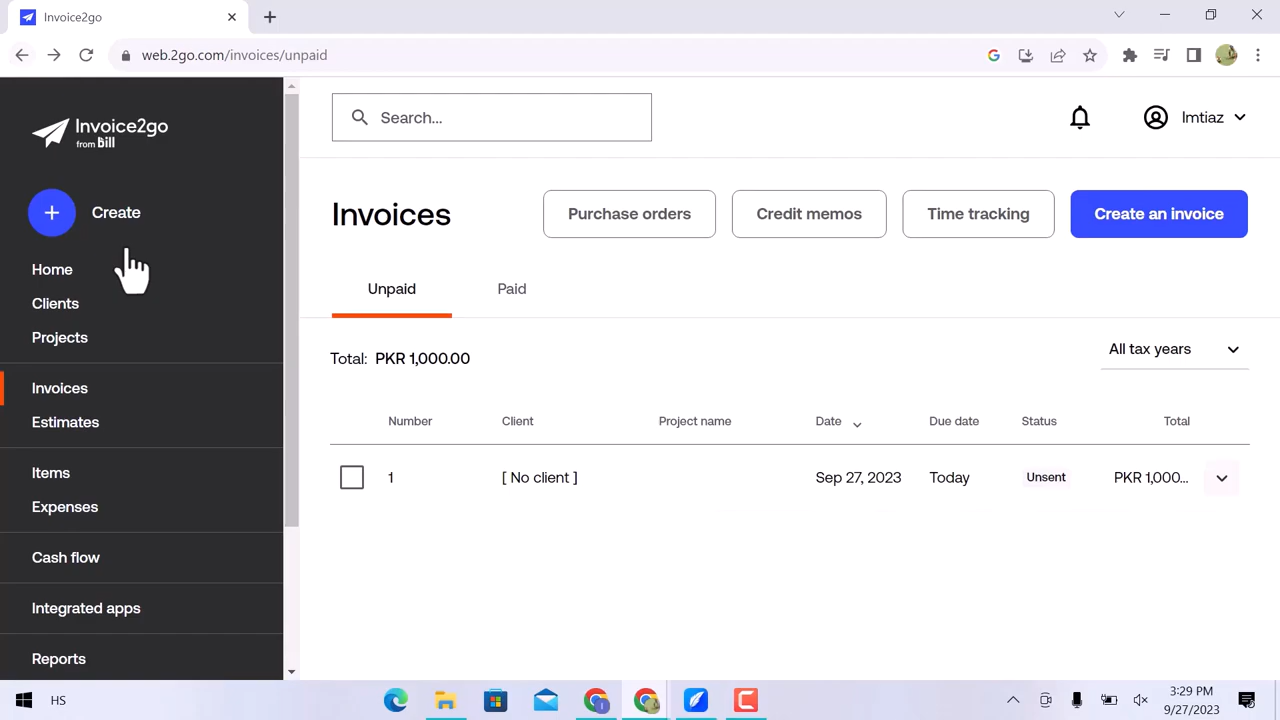 Invoice2go
web.2go.com/invoices/unpaid
Invoice2go
from Bill
Search...
Imtiaz
Create
Home
Clients
Projects
Invoices
Estimates
Items
Expenses
Cash flow
Integrated apps
Reports
Invoices
Purchase orders
Credit memos
Time tracking
Create an invoice
Unpaid
Paid
Total: PKR 1,000.00
All tax years
Number Client Project name Date Due date Status Total
1 [ No client ] Sep 27, 2023 Today Unsent PKR 1,000...
HS
3:29 PM
9/27/2023